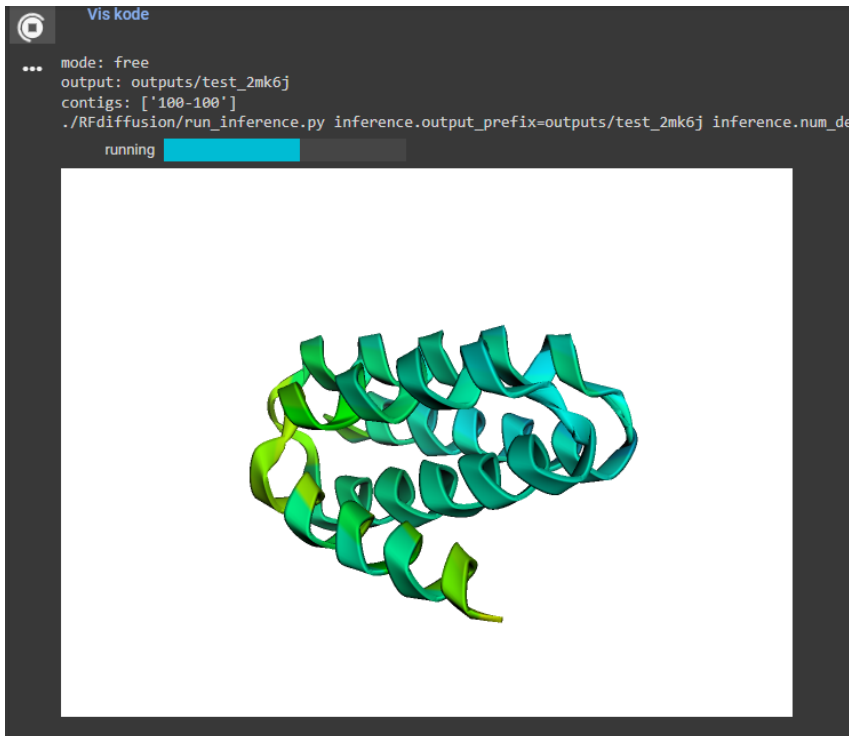 Vis kode
mode: free
output: outputs/test_2mk6j
contigs: ['100-100']
./RFdiffusion/run_inference.py inference.output_prefix=outputs/test_2mk6j inference.num_de
running